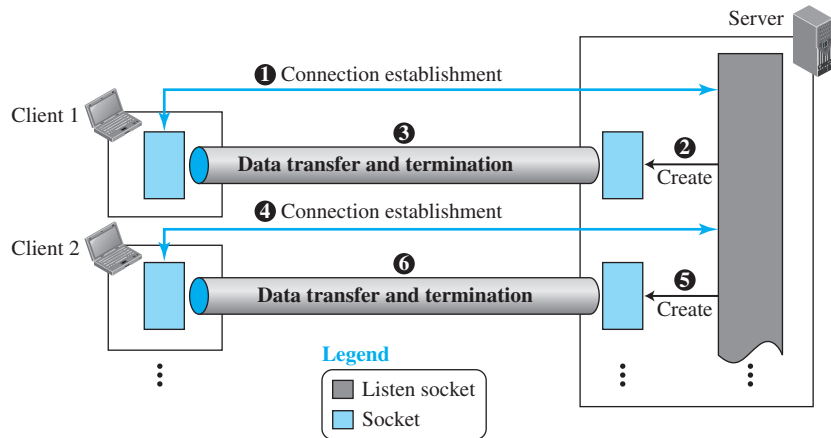 Server
❶ Connection establishment
Client 1
❸
Data transfer and termination
❷
Create
❹ Connection establishment
Client 2
❻
Data transfer and termination
❺
Create
Legend
Listen socket
Socket